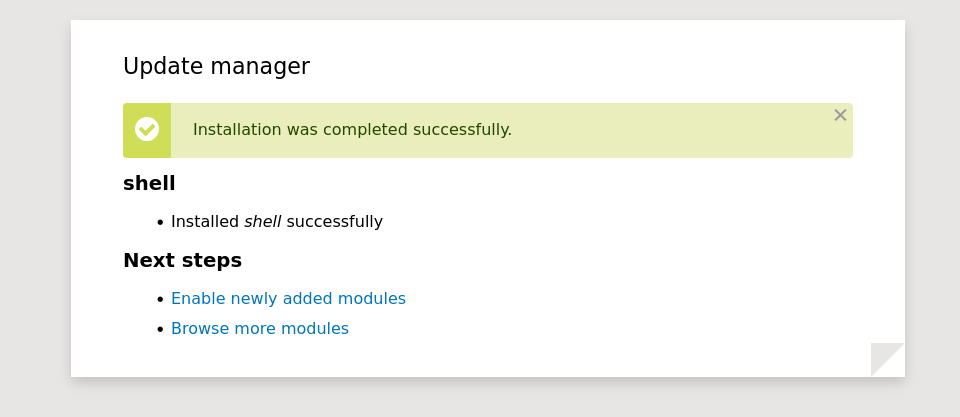 Update manager
Installation was completed successfully.
shell
• Installed shell successfully
Next steps
• Enable newly added modules
• Browse more modules